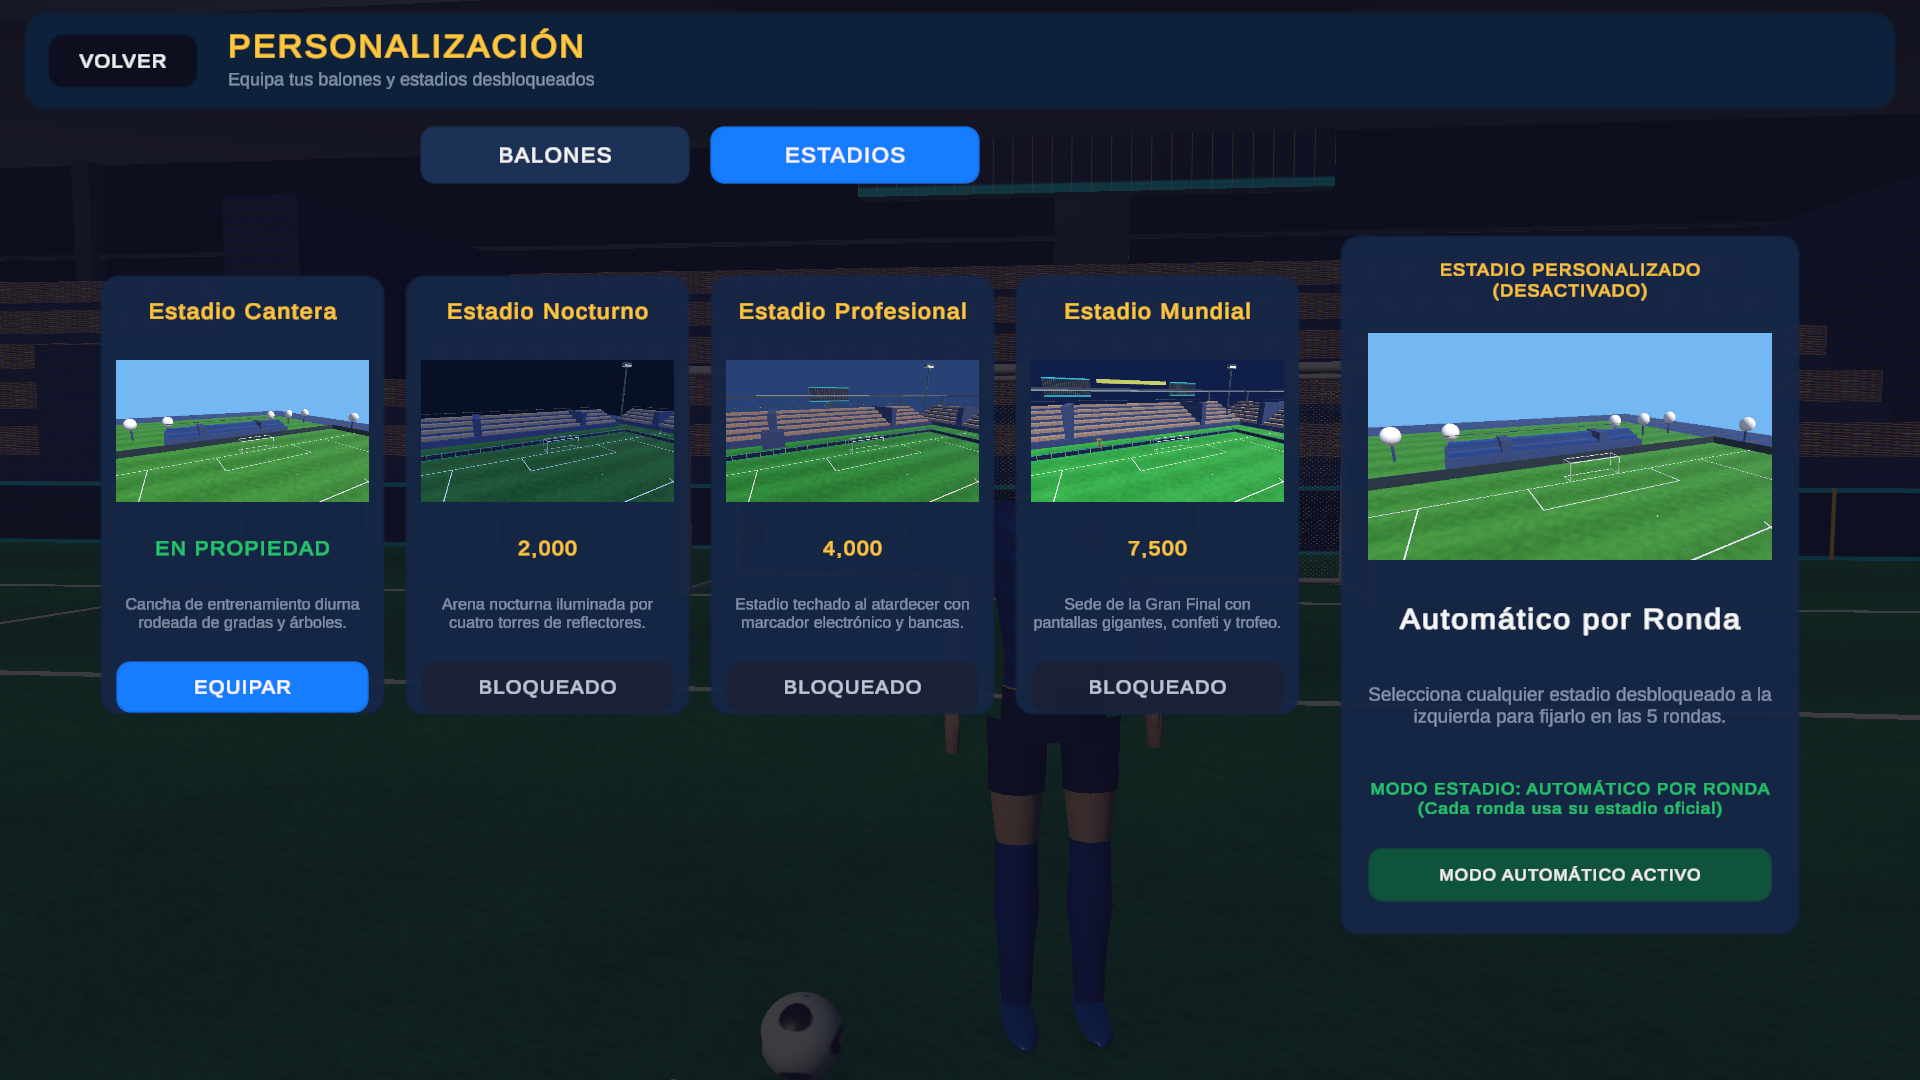 VOLVER
PERSONALIZACIÓN
Equipa tus balones y estadios desbloqueados
BALONES
ESTADIOS
Estadio Cantera
EN PROPIEDAD
Cancha de entrenamiento diurna
rodeada de gradas y árboles.
EQUIPAR
Estadio Nocturno
2,000
Arena nocturna iluminada por
cuatro torres de reflectores.
BLOQUEADO
Estadio Profesional
4,000
Estadio techado al atardecer con
marcador electrónico y bancas.
BLOQUEADO
Estadio Mundial
7,500
Sede de la Gran Final con
pantallas gigantes, confeti y trofeo.
BLOQUEADO
ESTADIO PERSONALIZADO
(DESACTIVADO)
Automático por Ronda
Selecciona cualquier estadio desbloqueado a la
izquierda para fijarlo en las 5 rondas.
MODO ESTADIO: AUTOMÁTICO POR RONDA
(Cada ronda usa su estadio oficial)
MODO AUTOMÁTICO ACTIVO